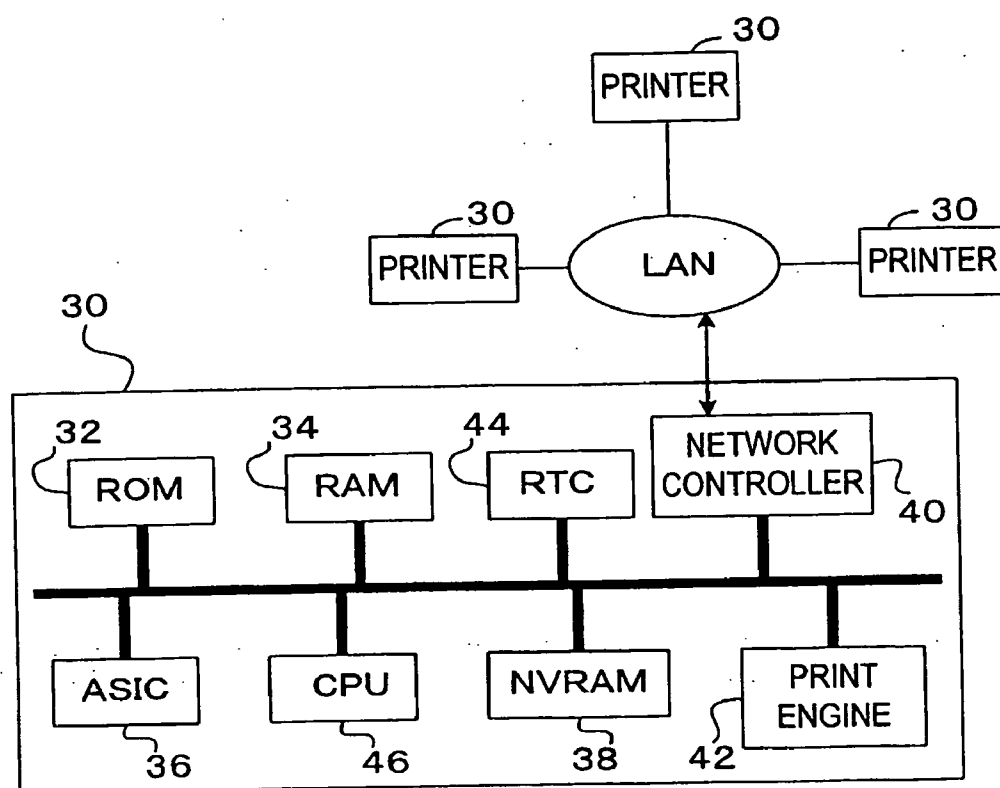 30
PRINTER
30
PRINTER
LAN
30
PRINTER
30
32
ROM
34
RAM
44
RTC
NETWORK
CONTROLLER
40
ASIC
36
CPU
46
NVRAM
38
PRINT
ENGINE
42